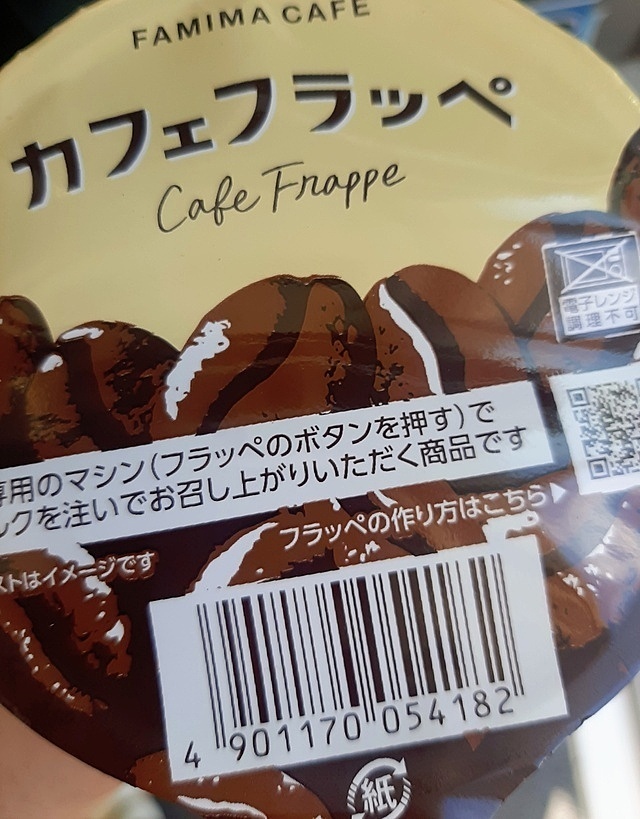 FAMIMA CAFE
カフェフラッペ
Cafe Frappe
電子レンジ
調理不可
専用のマシン(フラッペのボタンを押す)で
ルクを注いでお召し上がりいただく商品です
フラッペの作り方はこちら▶
ストはイメージです
4 901170 054182
紙